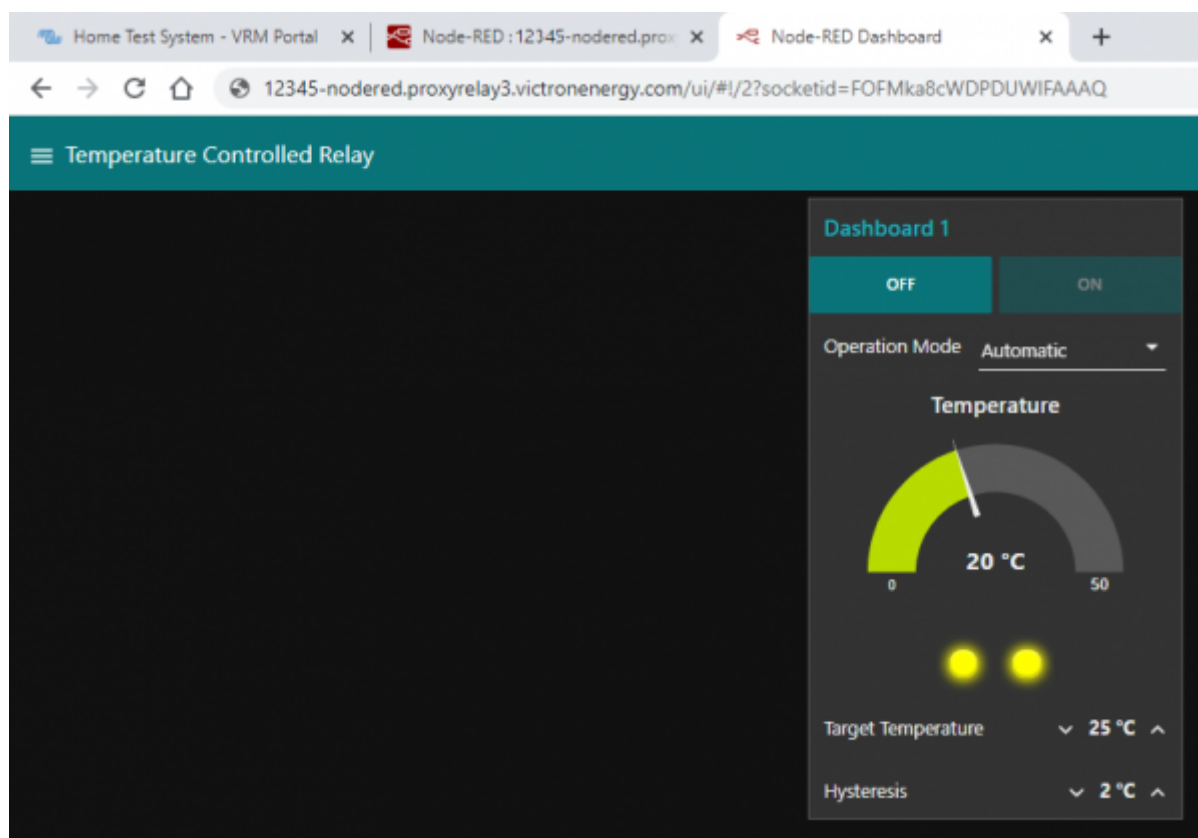 Home Test System - VRM Portal
Node-RED : 12345-nodered.prox
Node-RED Dashboard
12345-nodered.proxyrelay3.victronenergy.com/ui/#!/2?socketid=FOFMka8cWDPDUWIFAAAQ
Temperature Controlled Relay
Dashboard 1
OFF ON
Operation Mode Automatic
Temperature
20 °C
0 50
Target Temperature 25 °C
Hysteresis 2 °C